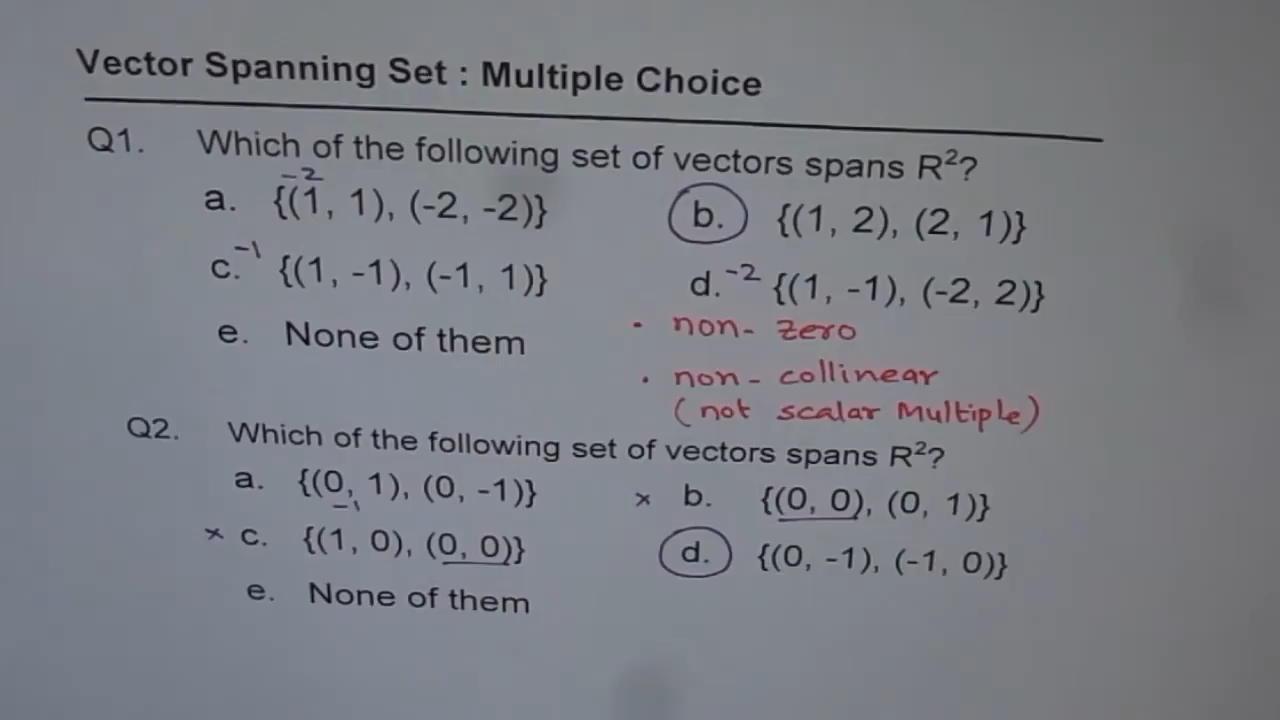 Vector Spanning Set : Multiple Choice
Q1. Which of the following set of vectors spans R²?
-2
a. {(1, 1), (-2, -2)} b. {(1, 2), (2, 1)}
c. -1 {(1, -1), (-1, 1)} d. -2 {(1, -1), (-2, 2)}
e. None of them
• non- zero
• non - collinear
(not scalar Multiple)
Q2. Which of the following set of vectors spans R²?
a. {(0, 1), (0, -1)} × b. {(0, 0), (0, 1)}
-1
× c. {(1, 0), (0, 0)} d. {(0, -1), (-1, 0)}
e. None of them